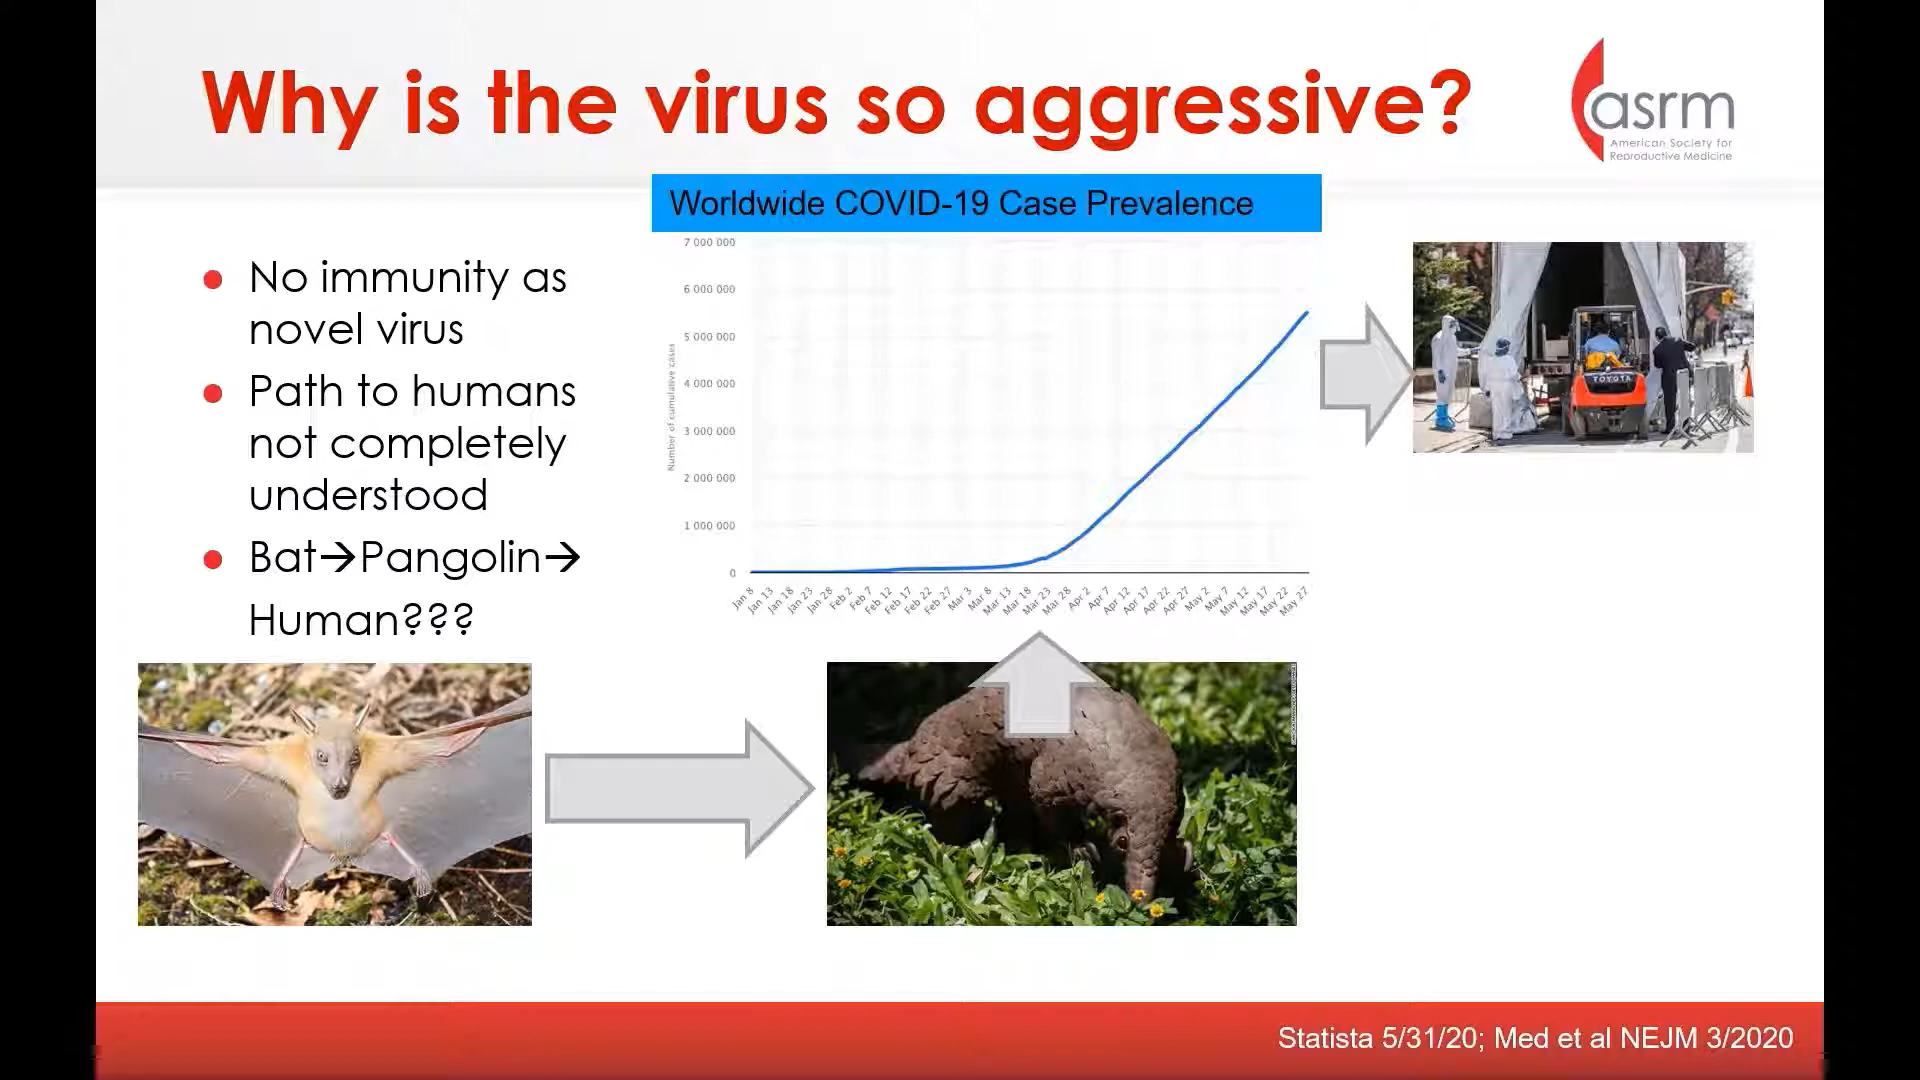 Why is the virus so aggressive?
asrm
American Society for
Reproductive Medicine
Worldwide COVID-19 Case Prevalence
No immunity as
novel virus
Path to humans
not completely
understood
Bat→Pangolin→
Human???
Number of cumulative cases
7 000 000
6 000 000
5 000 000
4 000 000
3 000 000
2 000 000
1 000 000
0
Jan 8
Jan 13
Jan 18
Jan 23
Jan 28
Feb 2
Feb 7
Feb 12
Feb 17
Feb 22
Feb 27
Mar 3
Mar 8
Mar 13
Mar 18
Mar 23
Mar 28
Apr 2
Apr 7
Apr 12
Apr 17
Apr 22
Apr 27
May 2
May 7
May 12
May 17
May 22
May 27
TOYOTA
Statista 5/31/20; Med et al NEJM 3/2020